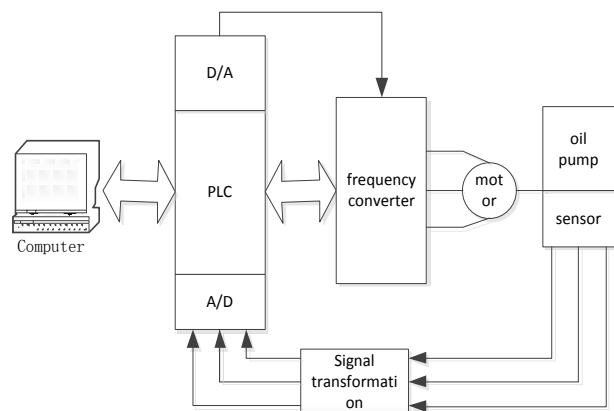 D/A
PLC
A/D
Computer
frequency
converter
mot
or
oil
pump
sensor
Signal
transformati
on